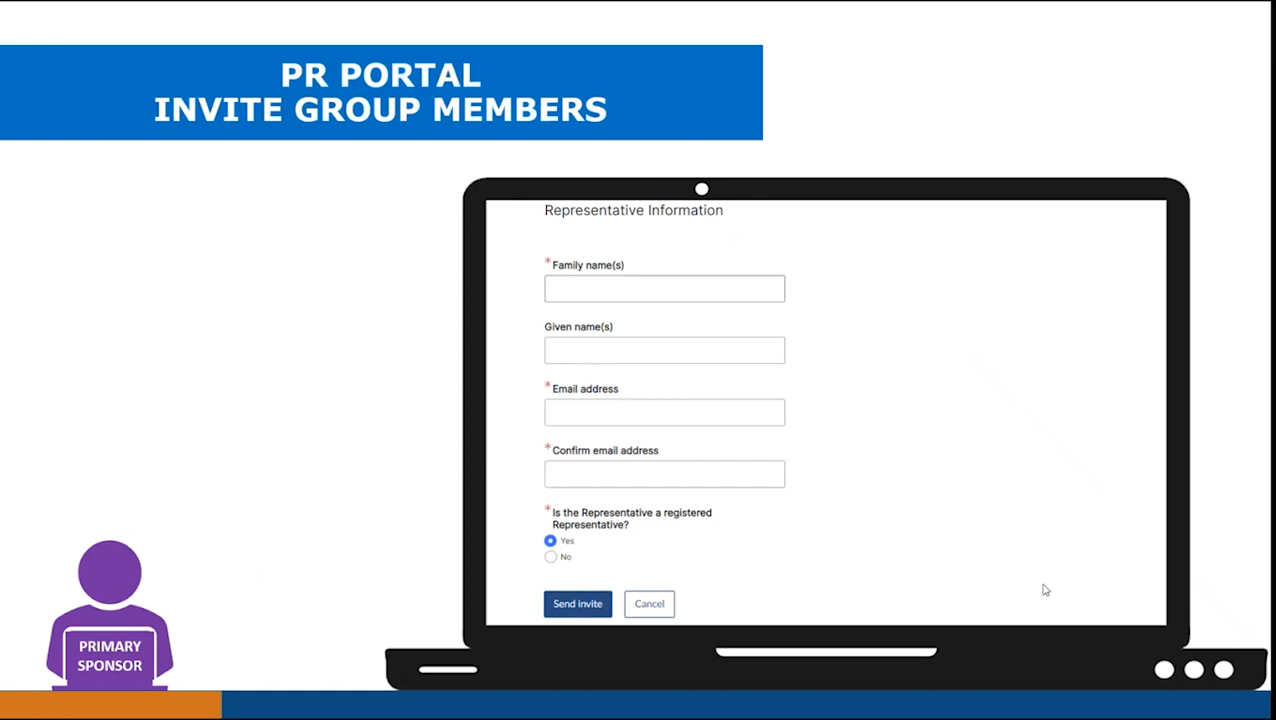 PR PORTAL
INVITE GROUP MEMBERS
Representative Information
*Family name(s)
Given name(s)
*Email address
*Confirm email address
*Is the Representative a registered
Representative?
Yes
No
Send invite
Cancel
PRIMARY
SPONSOR